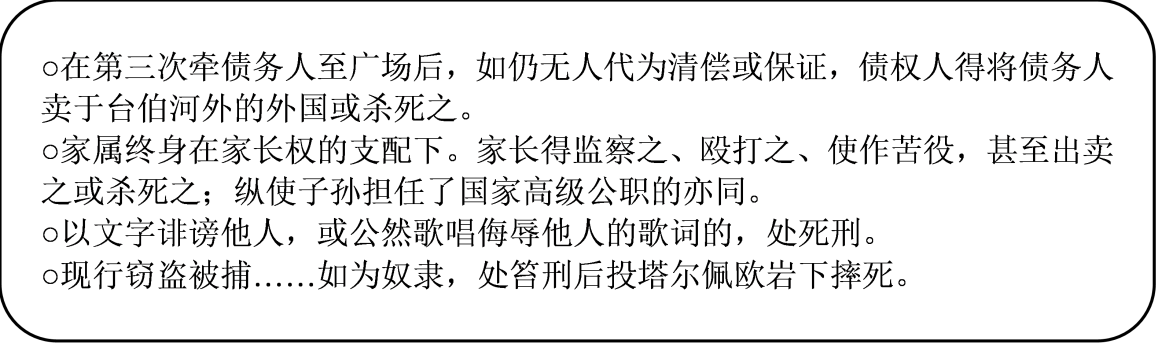 ○在第三次牵债务人至广场后，如仍无人代为清偿或保证，债权人得将债务人
卖于台伯河外的外国或杀死之。
○家属终身在家长权的支配下。家长得监察之、殴打之、使作苦役，甚至出卖
之或杀死之；纵使子孙担任了国家高级公职的亦同。
○以文字诽谤他人，或公然歌唱侮辱他人的歌词的，处死刑。
○现行窃盗被捕……如为奴隶，处笞刑后投塔尔佩欧岩下摔死。